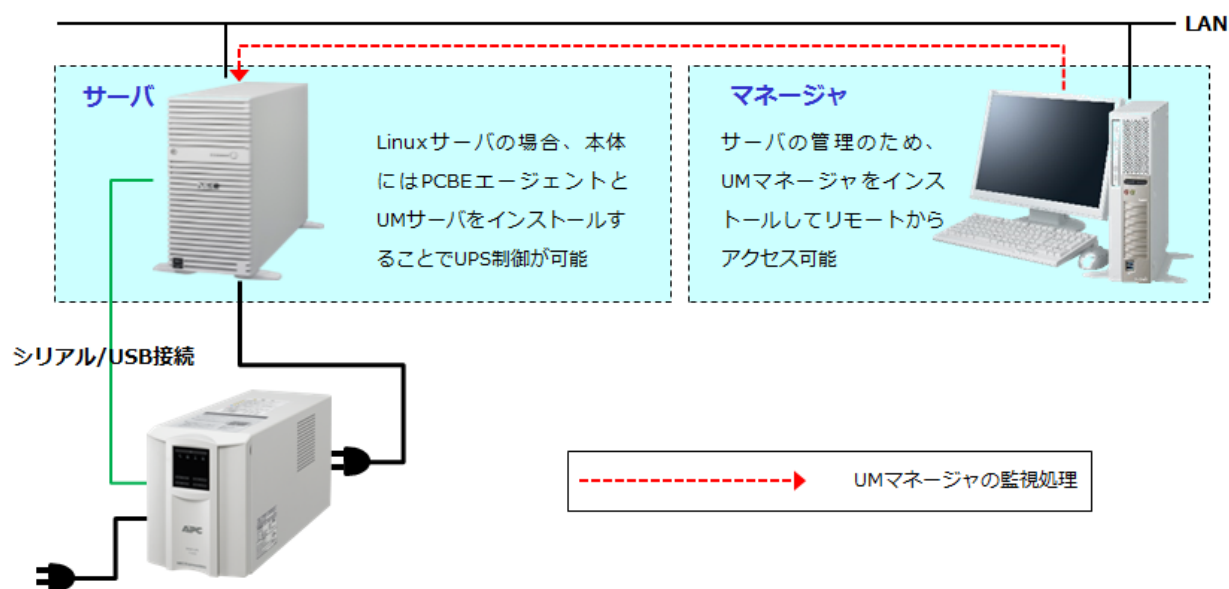 LAN
サーバ
Linuxサーバの場合、本体
にはPCBEエージェントと
UMサーバをインストールす
ることでUPS制御が可能
マネージャ
サーバの管理のため、
UMマネージャをインス
トールしてリモートから
アクセス可能
シリアル/USB接続
APC
UMマネージャの監視処理